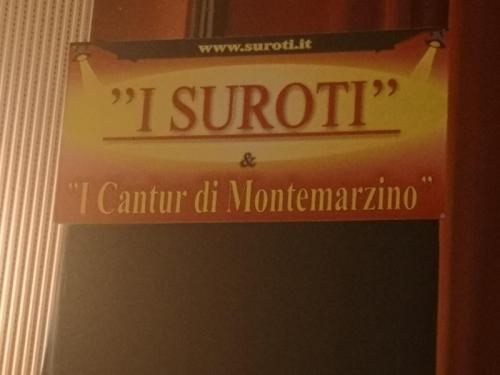 www.suroti.it
"I SUROTI"
&
"I Cantur di Montemarzino"